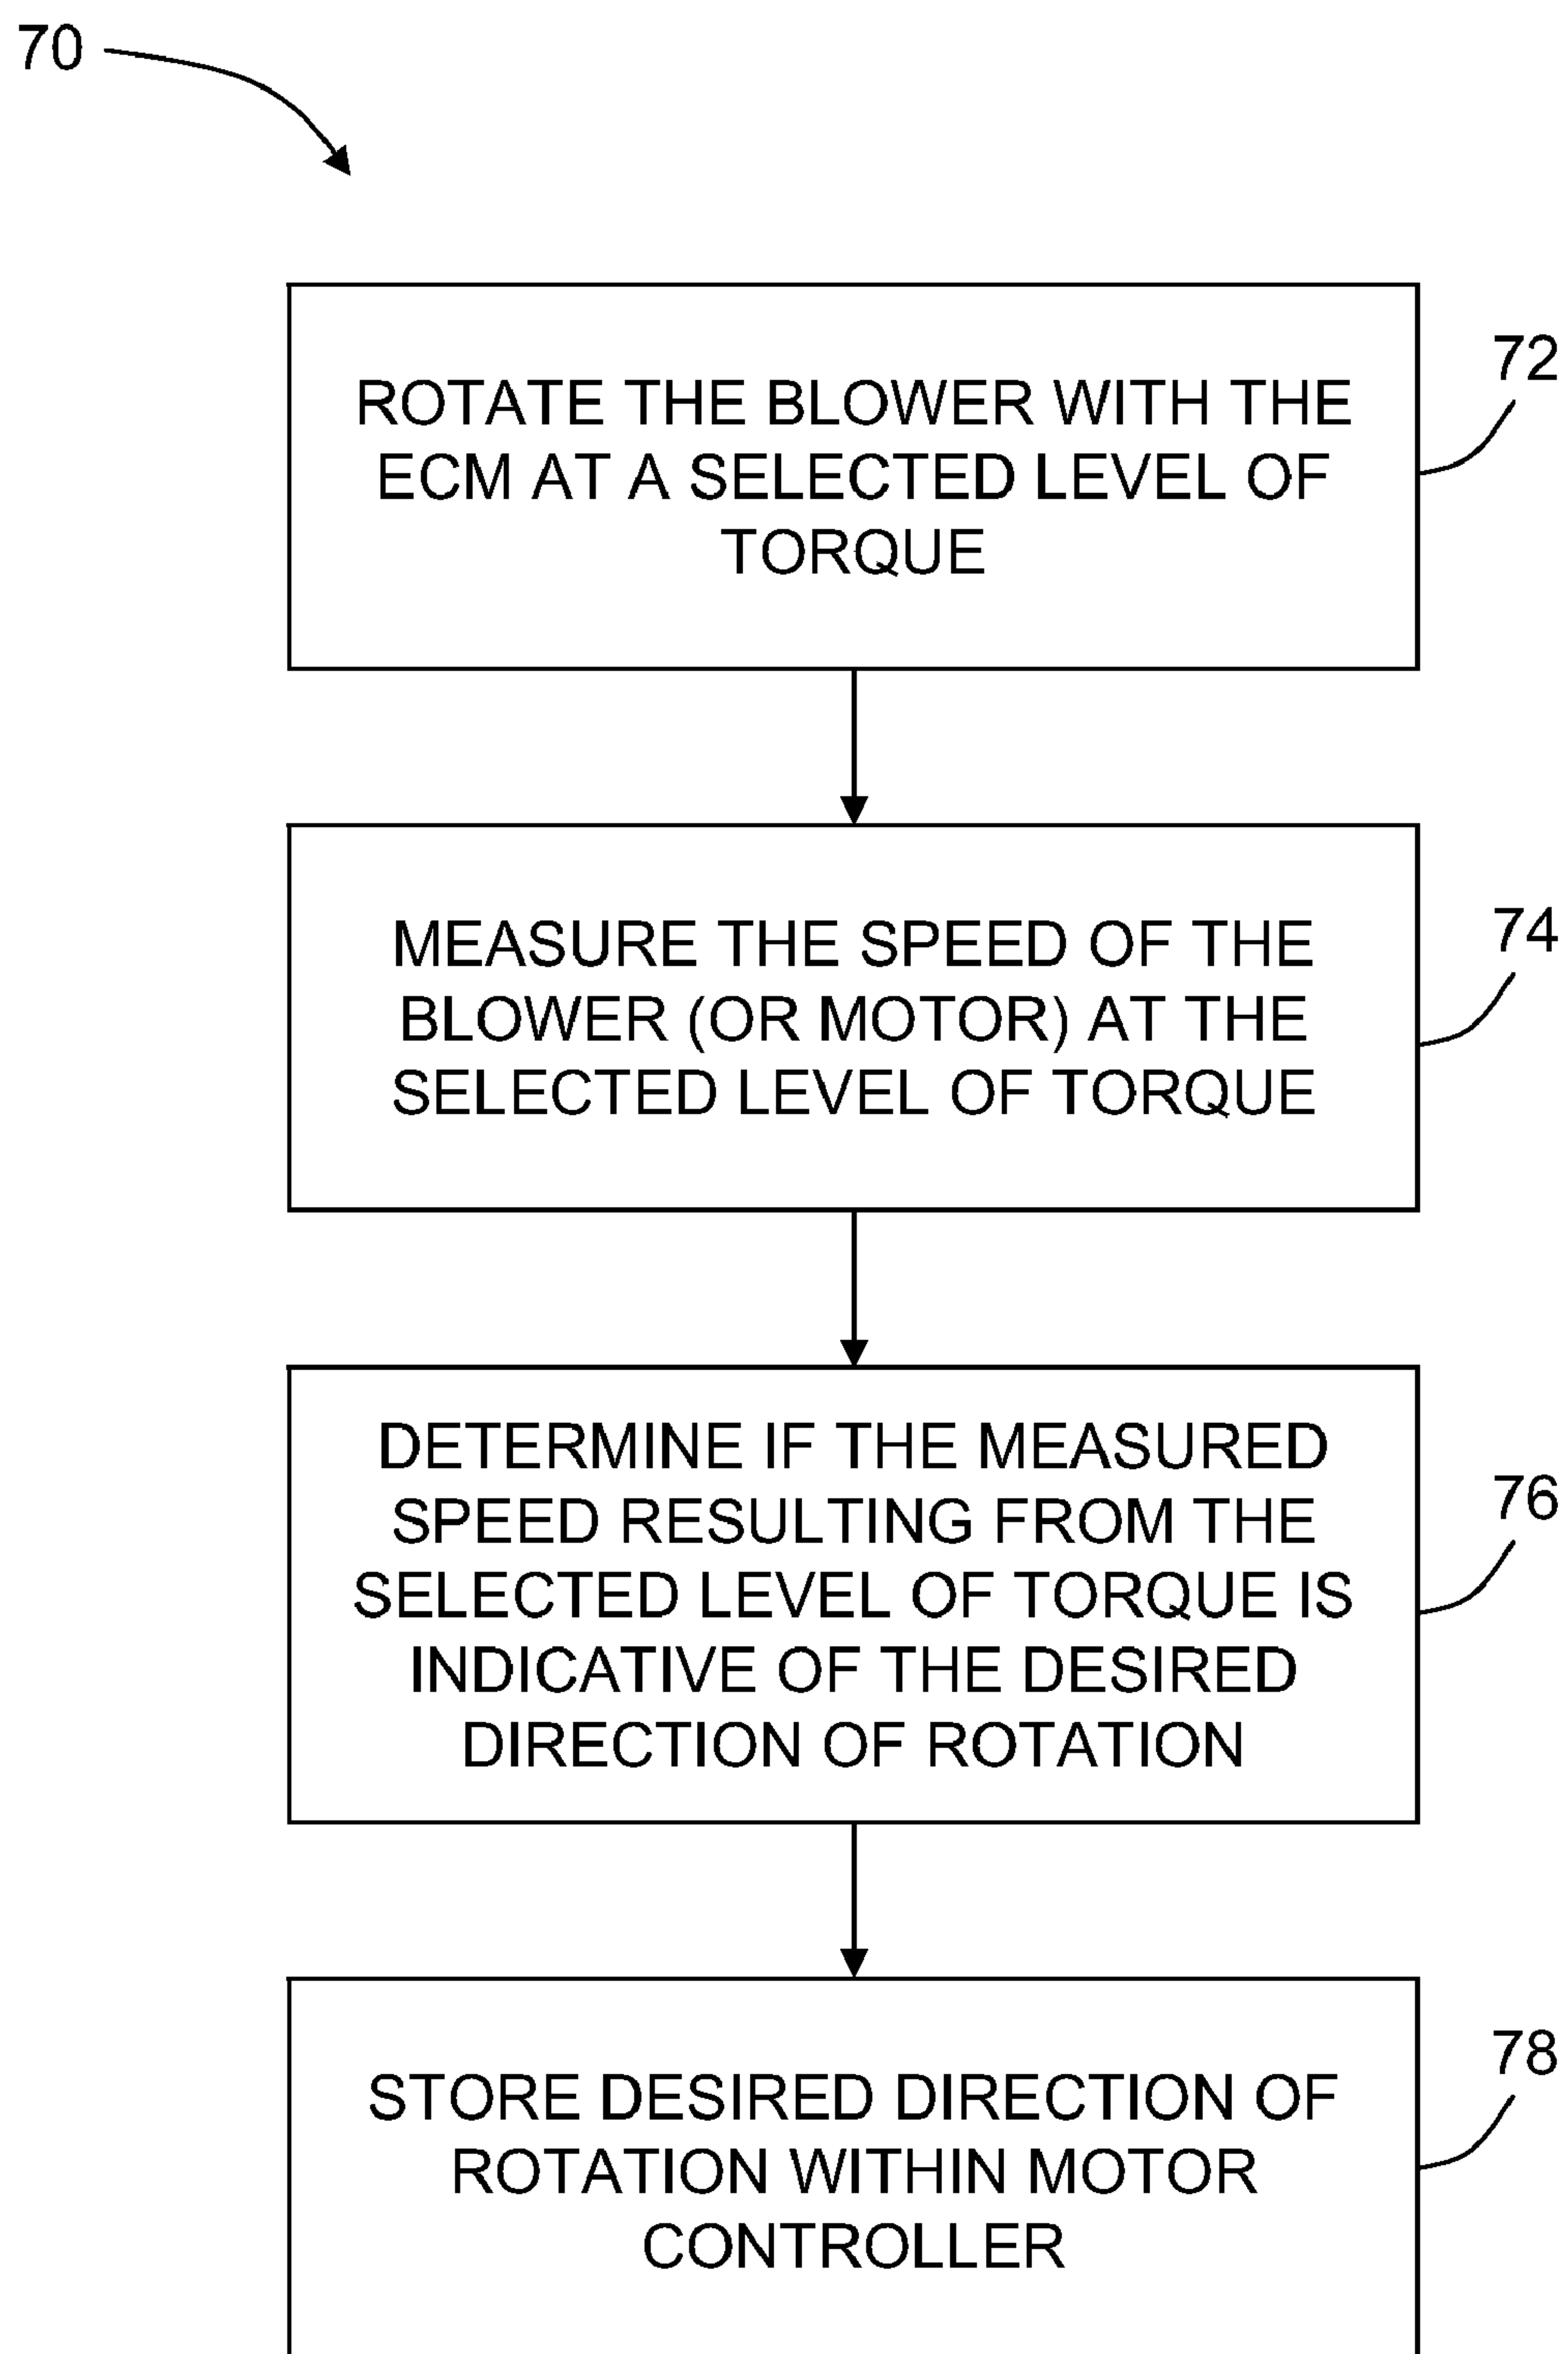 70
72
ROTATE THE BLOWER WITH THE
ECM AT A SELECTED LEVEL OF
TORQUE
74
MEASURE THE SPEED OF THE
BLOWER (OR MOTOR) AT THE
SELECTED LEVEL OF TORQUE
76
DETERMINE IF THE MEASURED
SPEED RESULTING FROM THE
SELECTED LEVEL OF TORQUE IS
INDICATIVE OF THE DESIRED
DIRECTION OF ROTATION
78
STORE DESIRED DIRECTION OF
ROTATION WITHIN MOTOR
CONTROLLER